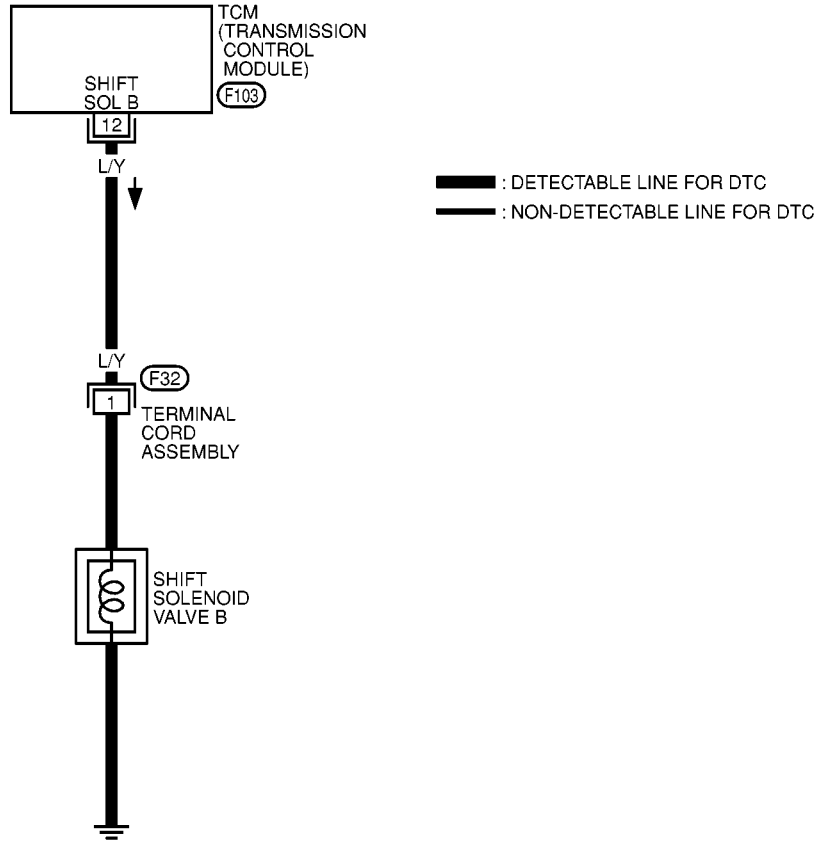 TCM
(TRANSMISSION
CONTROL
MODULE)
F103
SHIFT
SOL B
12
L/Y
: DETECTABLE LINE FOR DTC
: NON-DETECTABLE LINE FOR DTC
L/Y
F32
1
TERMINAL
CORD
ASSEMBLY
SHIFT
SOLENOID
VALVE B